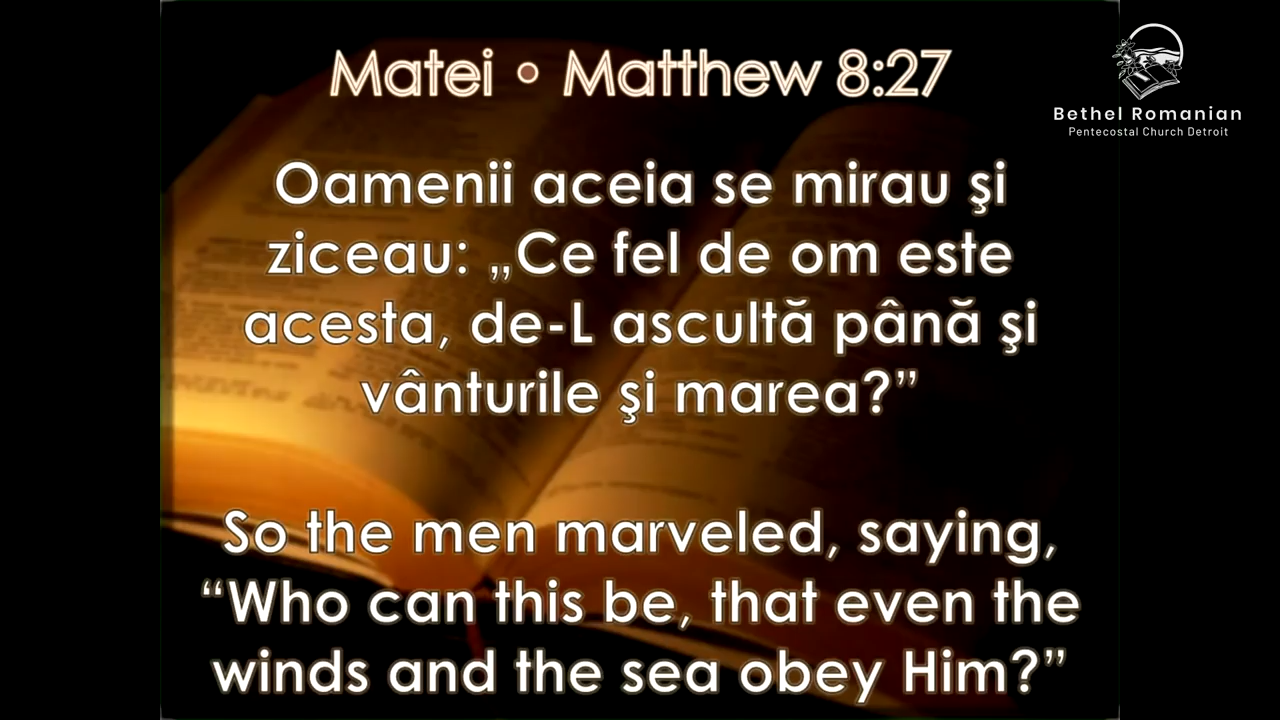 Matei • Matthew 8:27
Bethel Romanian
Pentecostal Church Detroit
Oamenii aceia se mirau şi
ziceau: „Ce fel de om este
acesta, de-L ascultă până şi
vânturile şi marea?”
So the men marveled, saying,
“Who can this be, that even the
winds and the sea obey Him?”